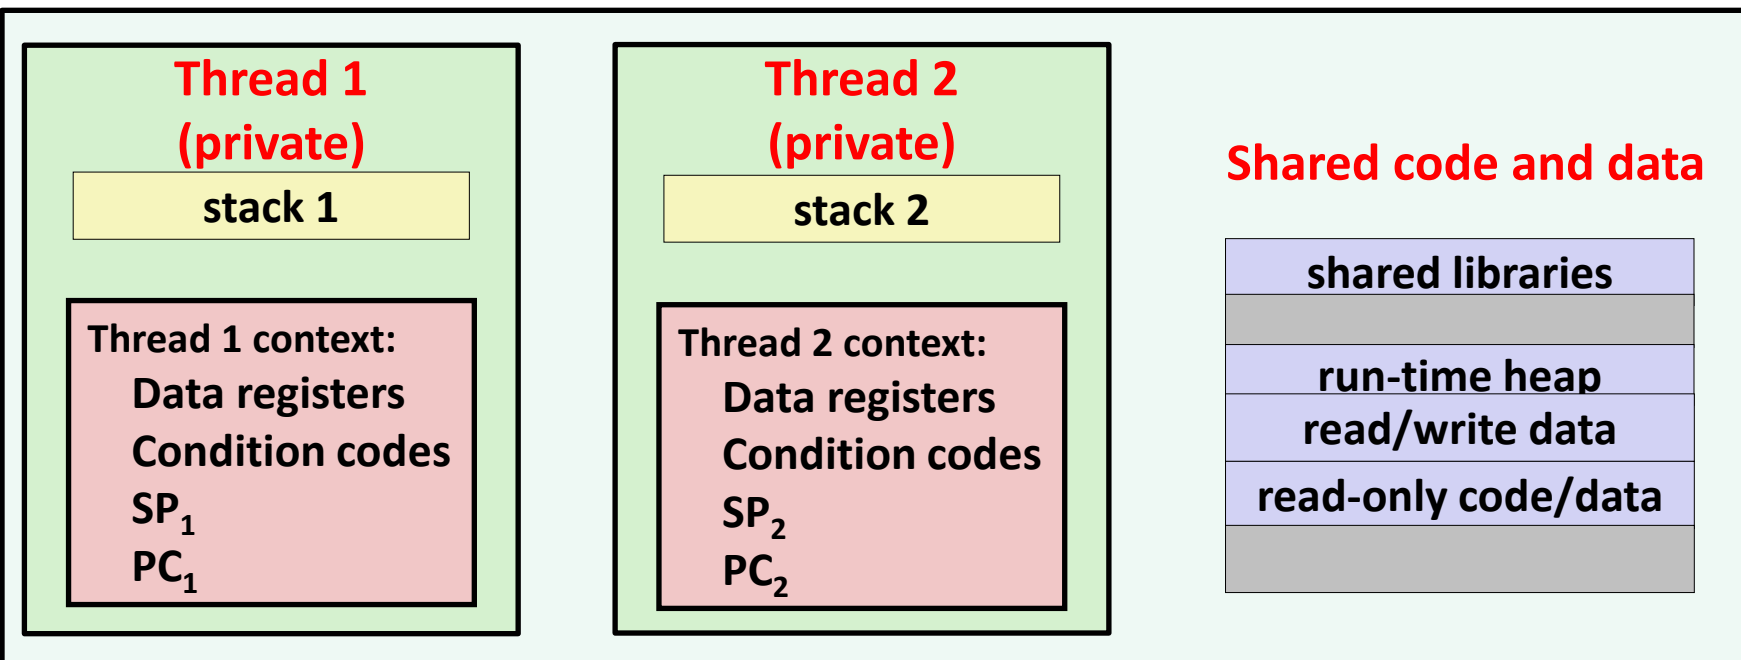 Thread 1
(private)
stack 1
Thread 1 context:
Data registers
Condition codes
SP₁
PC₁
Thread 2
(private)
stack 2
Thread 2 context:
Data registers
Condition codes
SP₂
PC₂
Shared code and data
shared libraries
run-time heap
read/write data
read-only code/data